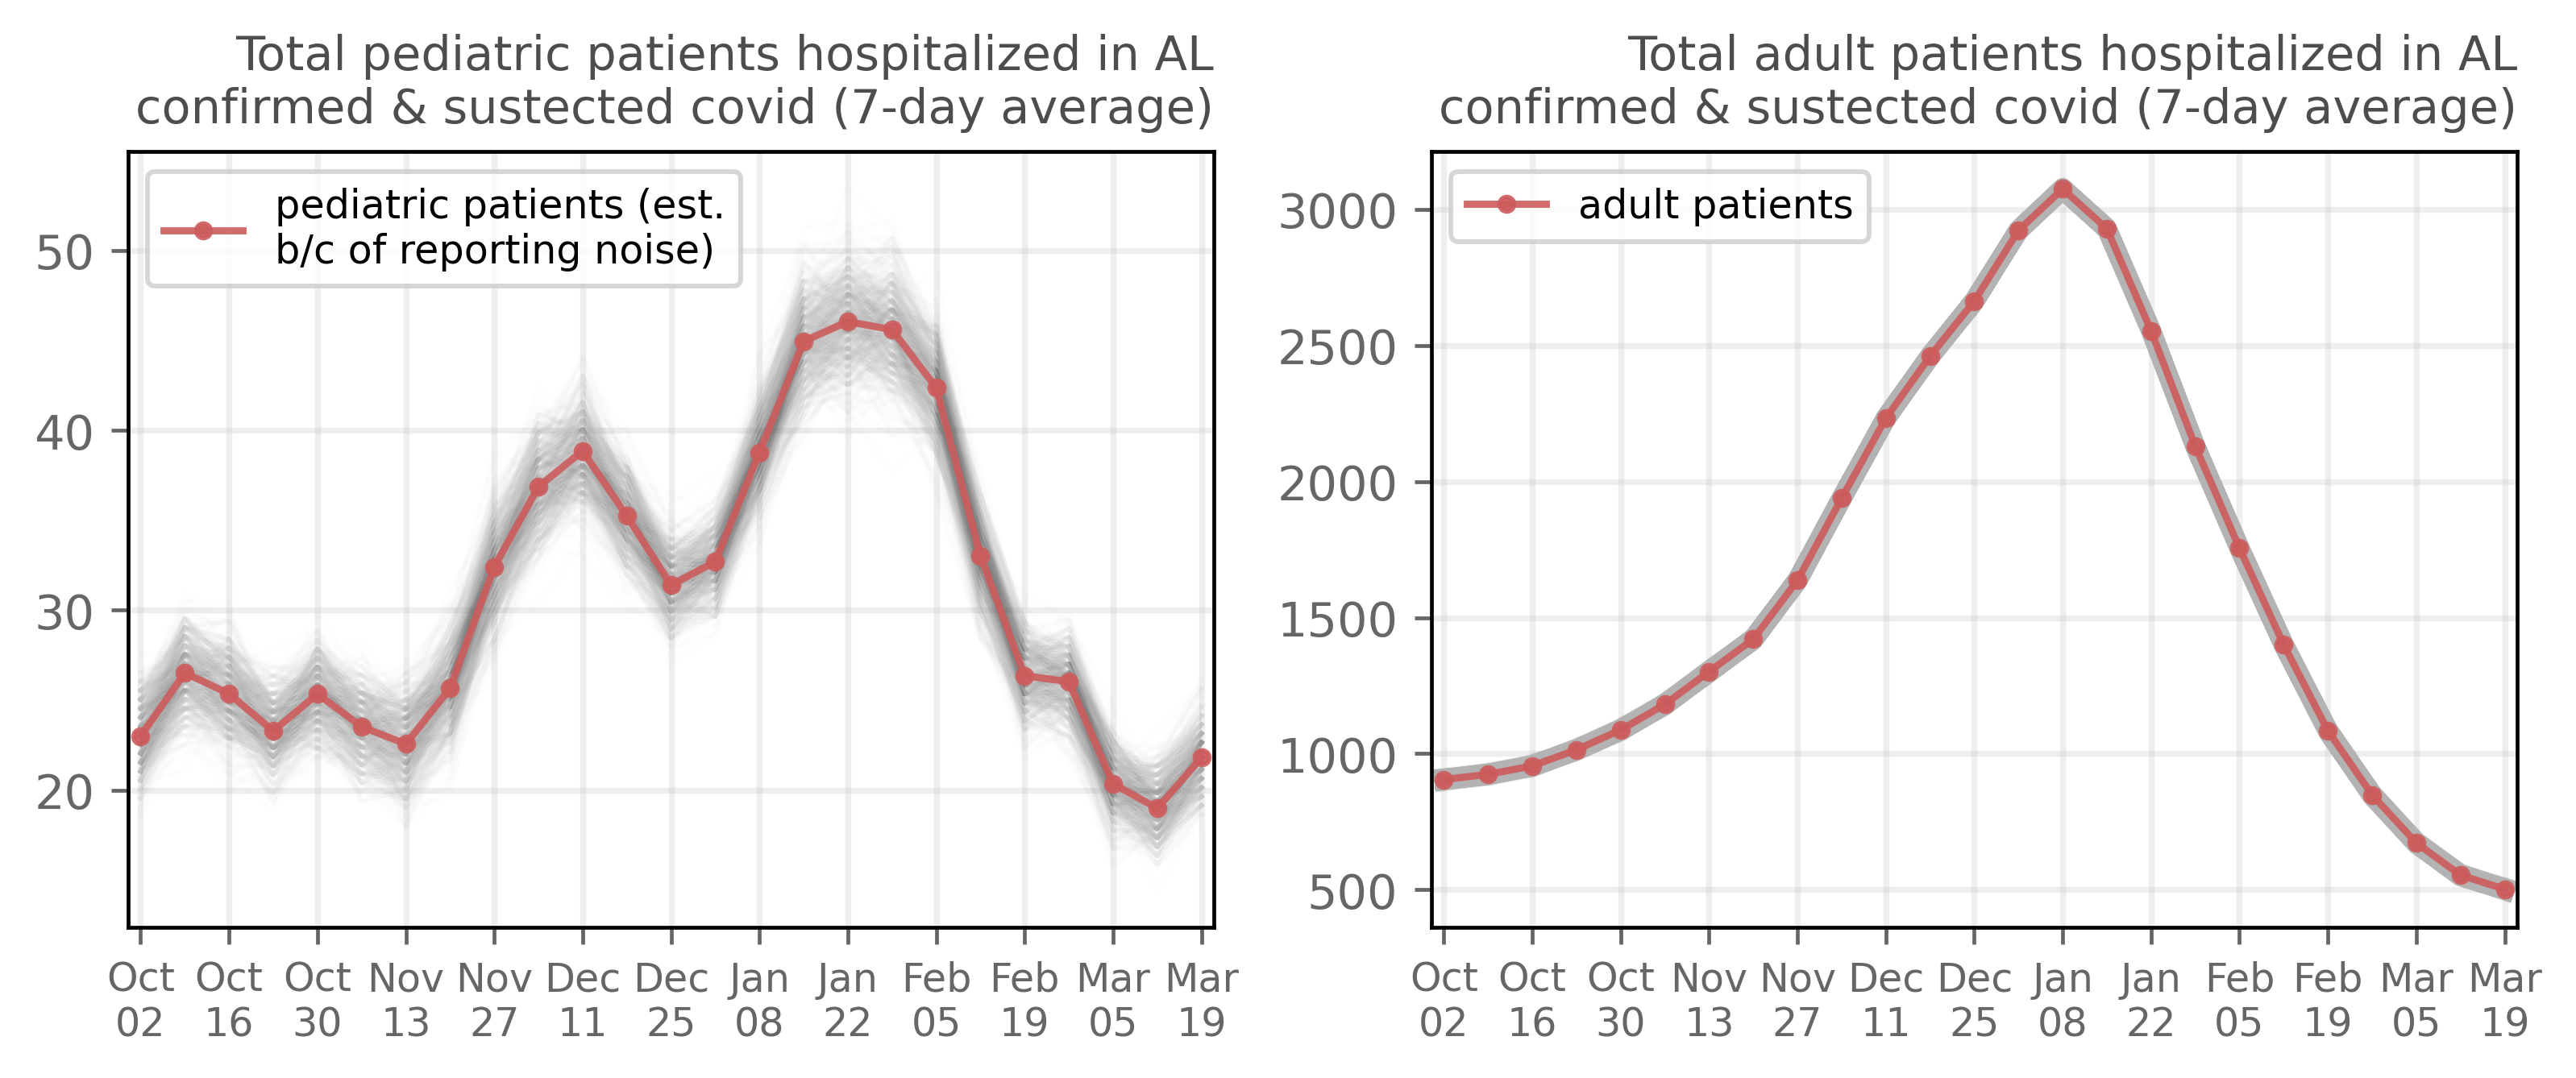 Total pediatric patients hospitalized in AL
confirmed & sustected covid (7-day average)
pediatric patients (est.
b/c of reporting noise)
50
40
30
20
Oct Oct Oct Nov Nov Dec Dec Jan Jan Feb Feb Mar Mar
02 16 30 13 27 11 25 08 22 05 19 05 19
Total adult patients hospitalized in AL
confirmed & sustected covid (7-day average)
adult patients
3000
2500
2000
1500
1000
500
Oct Oct Oct Nov Nov Dec Dec Jan Jan Feb Feb Mar Mar
02 16 30 13 27 11 25 08 22 05 19 05 19